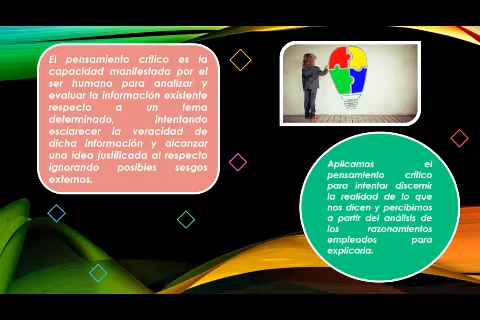 El pensamiento crítico es la
capacidad manifestada por el
ser humano para analizar y
evaluar la información existente
respecto a un tema
determinado, intentando
esclarecer la veracidad de
dicha información y alcanzar
una idea justificada al respecto
ignorando posibles sesgos
externos.
Aplicamos el
pensamiento crítico
para intentar discernir
la realidad de lo que
nos dicen y percibimos
a partir del análisis de
los razonamientos
empleados para
explicarla.